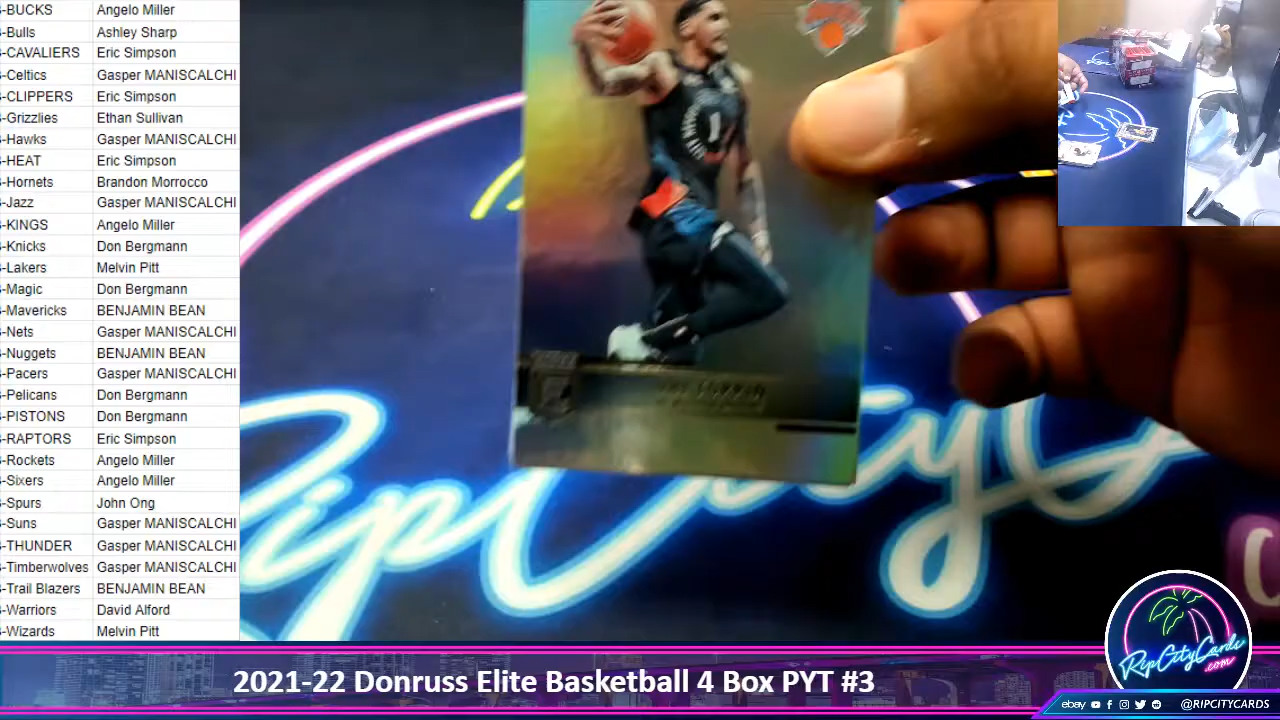 -BUCKS Angelo Miller
-Bulls Ashley Sharp
-CAVALIERS Eric Simpson
-Celtics Gasper MANISCALCHI
-CLIPPERS Eric Simpson
-Grizzlies Ethan Sullivan
-Hawks Gasper MANISCALCHI
-HEAT Eric Simpson
-Hornets Brandon Morrocco
-Jazz Gasper MANISCALCHI
-KINGS Angelo Miller
-Knicks Don Bergmann
-Lakers Melvin Pitt
-Magic Don Bergmann
-Mavericks BENJAMIN BEAN
-Nets Gasper MANISCALCHI
-Nuggets BENJAMIN BEAN
-Pacers Gasper MANISCALCHI
-Pelicans Don Bergmann
-PISTONS Don Bergmann
-RAPTORS Eric Simpson
-Rockets Angelo Miller
-Sixers Angelo Miller
-Spurs John Ong
-Suns Gasper MANISCALCHI
-THUNDER Gasper MANISCALCHI
-Timberwolves Gasper MANISCALCHI
-Trail Blazers BENJAMIN BEAN
-Warriors David Alford
-Wizards Melvin Pitt
1
RipCity
RipCityCards
.com
2021-22 Donruss Elite Basketball 4 Box PYT #3
ebay @RIPCITYCARDS